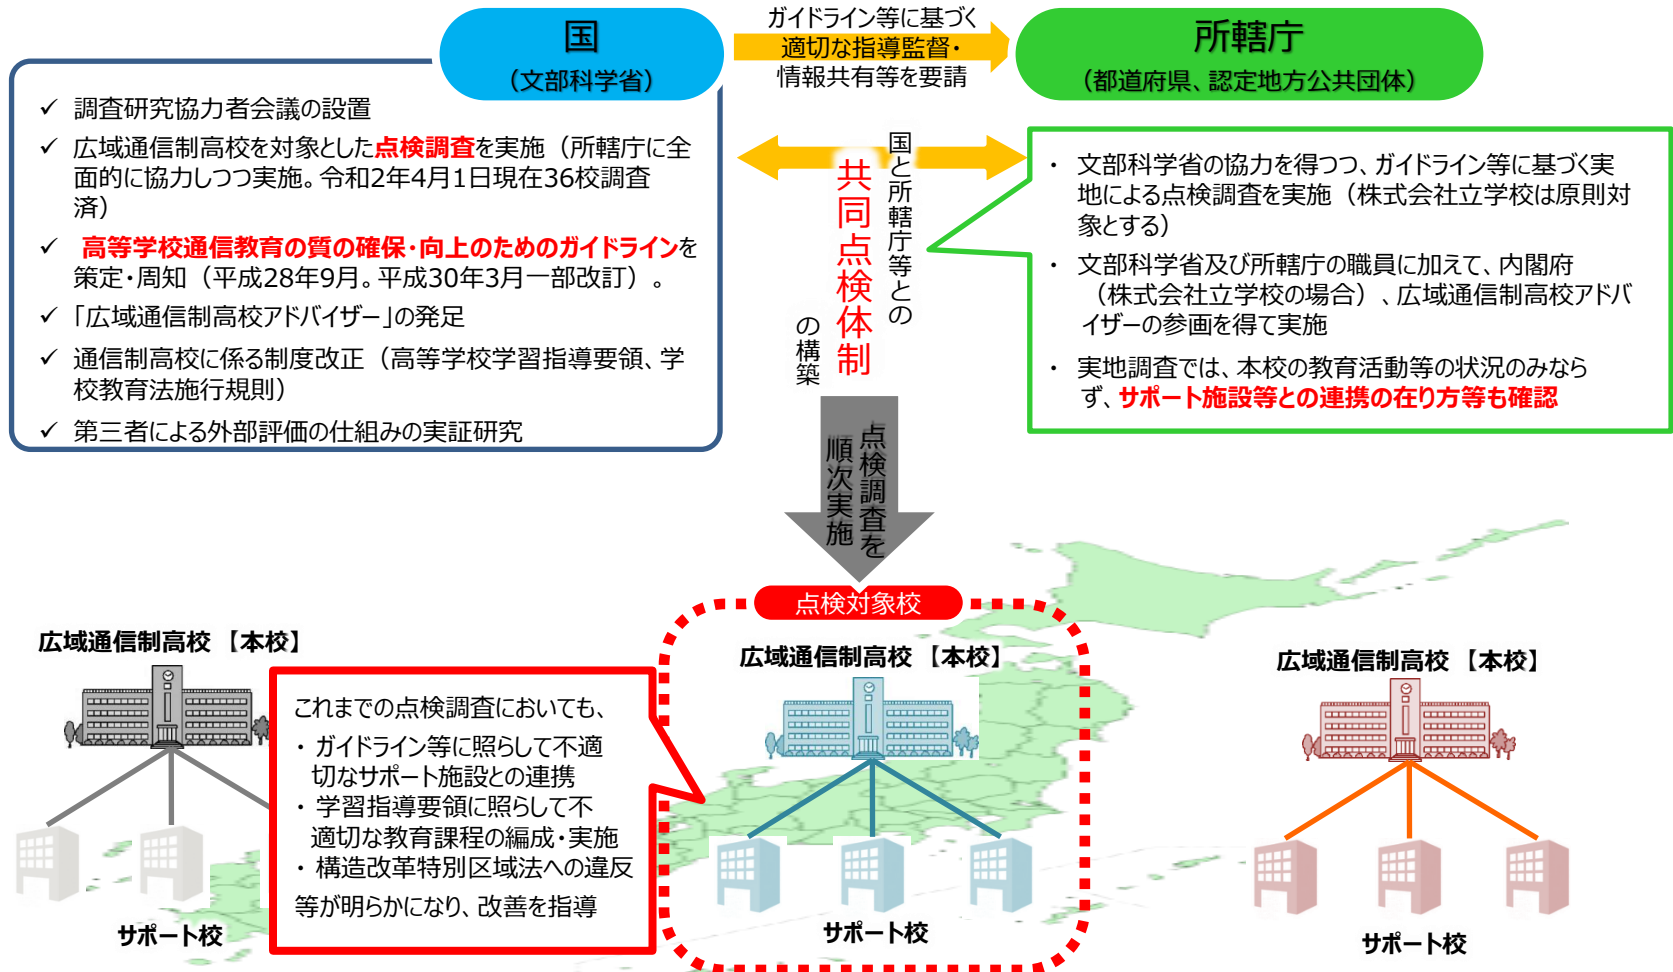 国
（文部科学省）
ガイドライン等に基づく
適切な指導監督・
情報共有等を要請
所轄庁
（都道府県、認定地方公共団体）
✓ 調査研究協力者会議の設置
✓ 広域通信制高校を対象とした点検調査を実施（所轄庁に全
面的に協力しつつ実施。令和2年4月1日現在36校調査
済）
✓ 高等学校通信教育の質の確保・向上のためのガイドラインを
策定・周知（平成28年9月。平成30年3月一部改訂）。
✓ 「広域通信制高校アドバイザー」の発足
✓ 通信制高校に係る制度改正（高等学校学習指導要領、学
校教育法施行規則）
✓ 第三者による外部評価の仕組みの実証研究
国と所轄庁等との
共同点検体制
の構築
・ 文部科学省の協力を得つつ、ガイドライン等に基づく実
地による点検調査を実施（株式会社立学校は原則対
象とする）
・ 文部科学省及び所轄庁の職員に加えて、内閣府
（株式会社立学校の場合）、広域通信制高校アドバ
イザーの参画を得て実施
・ 実地調査では、本校の教育活動等の状況のみなら
ず、サポート施設等との連携の在り方等も確認
点検調査を
順次実施
点検対象校
広域通信制高校 【本校】
広域通信制高校 【本校】
広域通信制高校 【本校】
これまでの点検調査においても、
・ ガイドライン等に照らして不適
切なサポート施設との連携
・ 学習指導要領に照らして不
適切な教育課程の編成・実施
・ 構造改革特別区域法への違反
等が明らかになり、改善を指導
サポート校
サポート校
サポート校